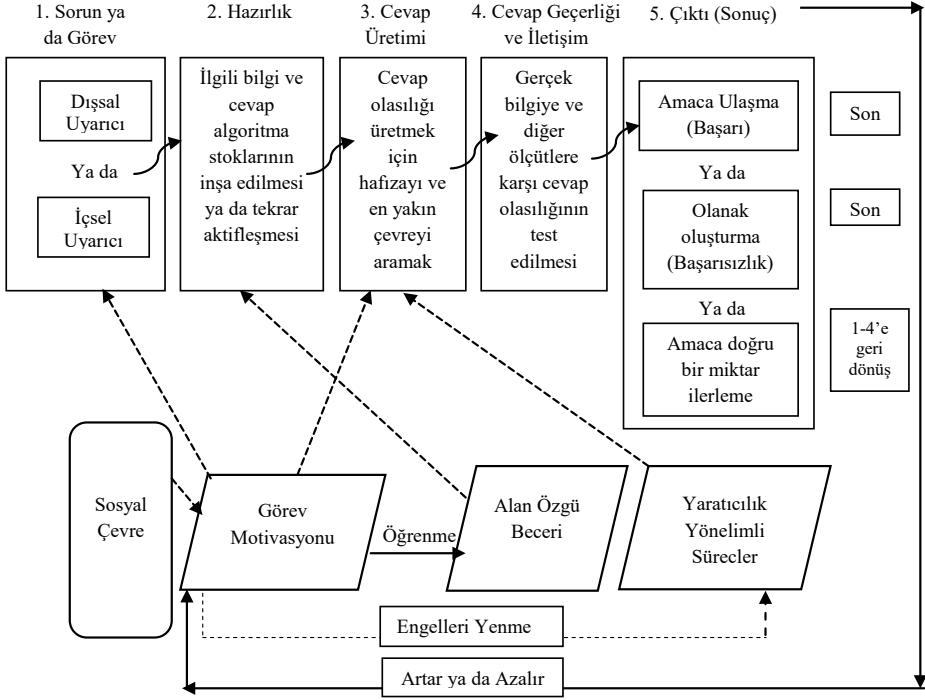 1. Sorun ya
da Görev
2. Hazırlık
3. Cevap
Üretimi
4. Cevap Geçerliği
ve İletişim
5. Çıktı (Sonuç)
Dışsal
Uyarıcı
Ya da
İçsel
Uyarıcı
İlgili bilgi ve
cevap
algoritma
stoklarının
inşa edilmesi
ya da tekrar
aktifleşmesi
Cevap
olasılığı
üretmek
için
hafızayı ve
en yakın
çevreyi
aramak
Gerçek
bilgiye ve
diğer
ölçütlere
karşı cevap
olasılığının
test
edilmesi
Amaca Ulaşma
(Başarı)
Ya da
Olanak
oluşturma
(Başarısızlık)
Ya da
Amaca doğru
bir miktar
ilerleme
Son
Son
1-4’e
geri
dönüş
Sosyal
Çevre
Görev
Motivasyonu
Öğrenme
Alan Özgü
Beceri
Yaratıcılık
Yönelimli
Sürecler
Engelleri Yenme
Artar ya da Azalır